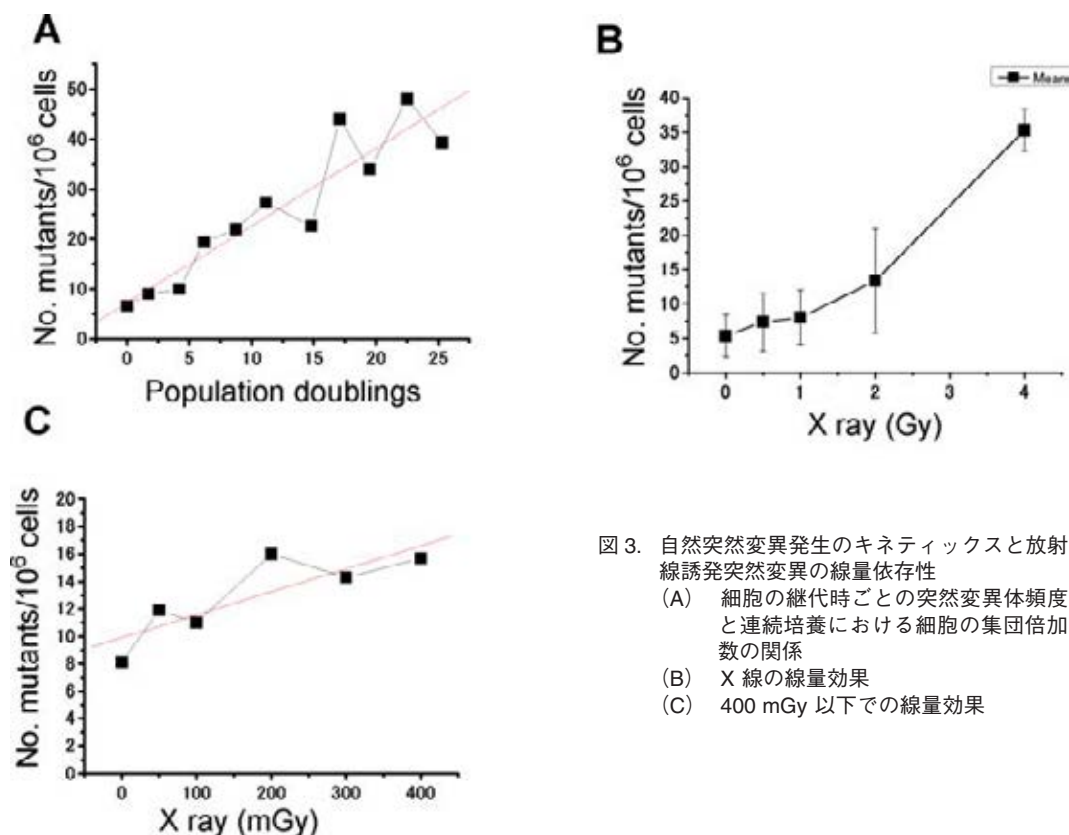 A
No. mutants/10⁶ cells
50
40
30
20
10
0
0 5 10 15 20 25
Population doublings
B
Means
No. mutants/10⁶ cells
40
35
30
25
20
15
10
5
0
0 1 2 3 4
X ray (Gy)
C
No. mutants/10⁶ cells
20
18
16
14
12
10
8
6
4
2
0
0 100 200 300 400
X ray (mGy)
図 3. 自然突然変異発生のキネティックスと放射
線誘発突然変異の線量依存性
(A) 細胞の継代時ごとの突然変異体頻度
と連続培養における細胞の集団倍加
数の関係
(B) X 線の線量効果
(C) 400 mGy 以下での線量効果